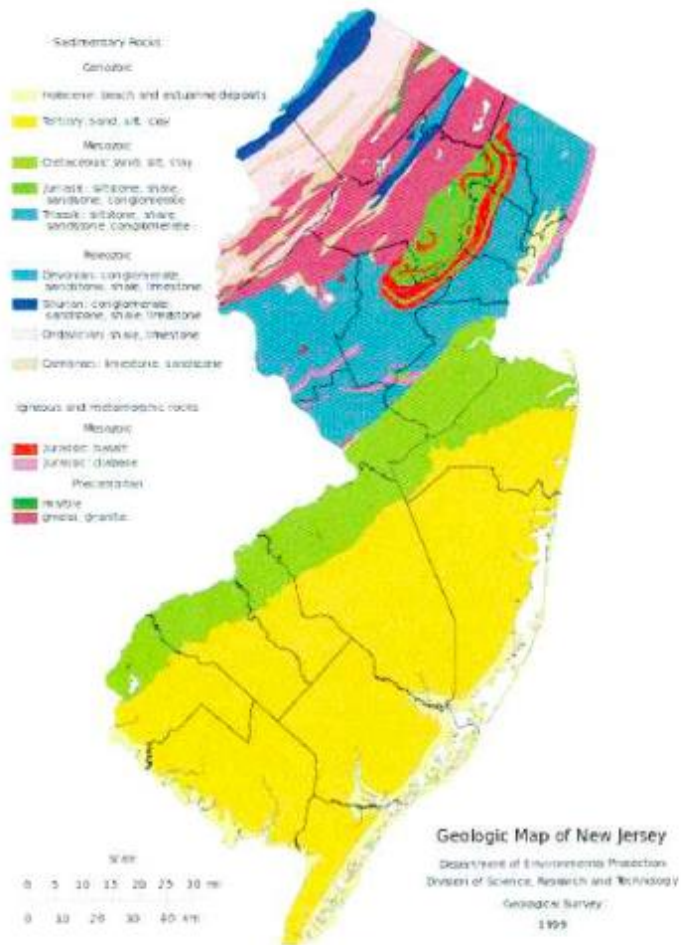 Sedimentary Rocks
Cenozoic
Holocene: beach and estuarine deposits
Tertiary: sand, silt, clay
Mesozoic
Cretaceous: sand, silt, clay
Jurassic: siltstone, shale,
sandstone, conglomerate
Triassic: siltstone, shale,
sandstone, conglomerate
Paleozoic
Devonian: conglomerate,
sandstone, shale, limestone
Silurian: conglomerate,
sandstone, shale, limestone
Ordovician: shale, limestone
Cambrian: limestone, sandstone
Igneous and metamorphic rocks
Mesozoic
Jurassic: basalt
Jurassic: diabase
Precambrian
marble
gneiss, granite
scale
0 5 10 15 20 25 30 mi
0 10 20 30 40 km
Geologic Map of New Jersey
Department of Environmental Protection
Division of Science, Research and Technology
Geological Survey
1999